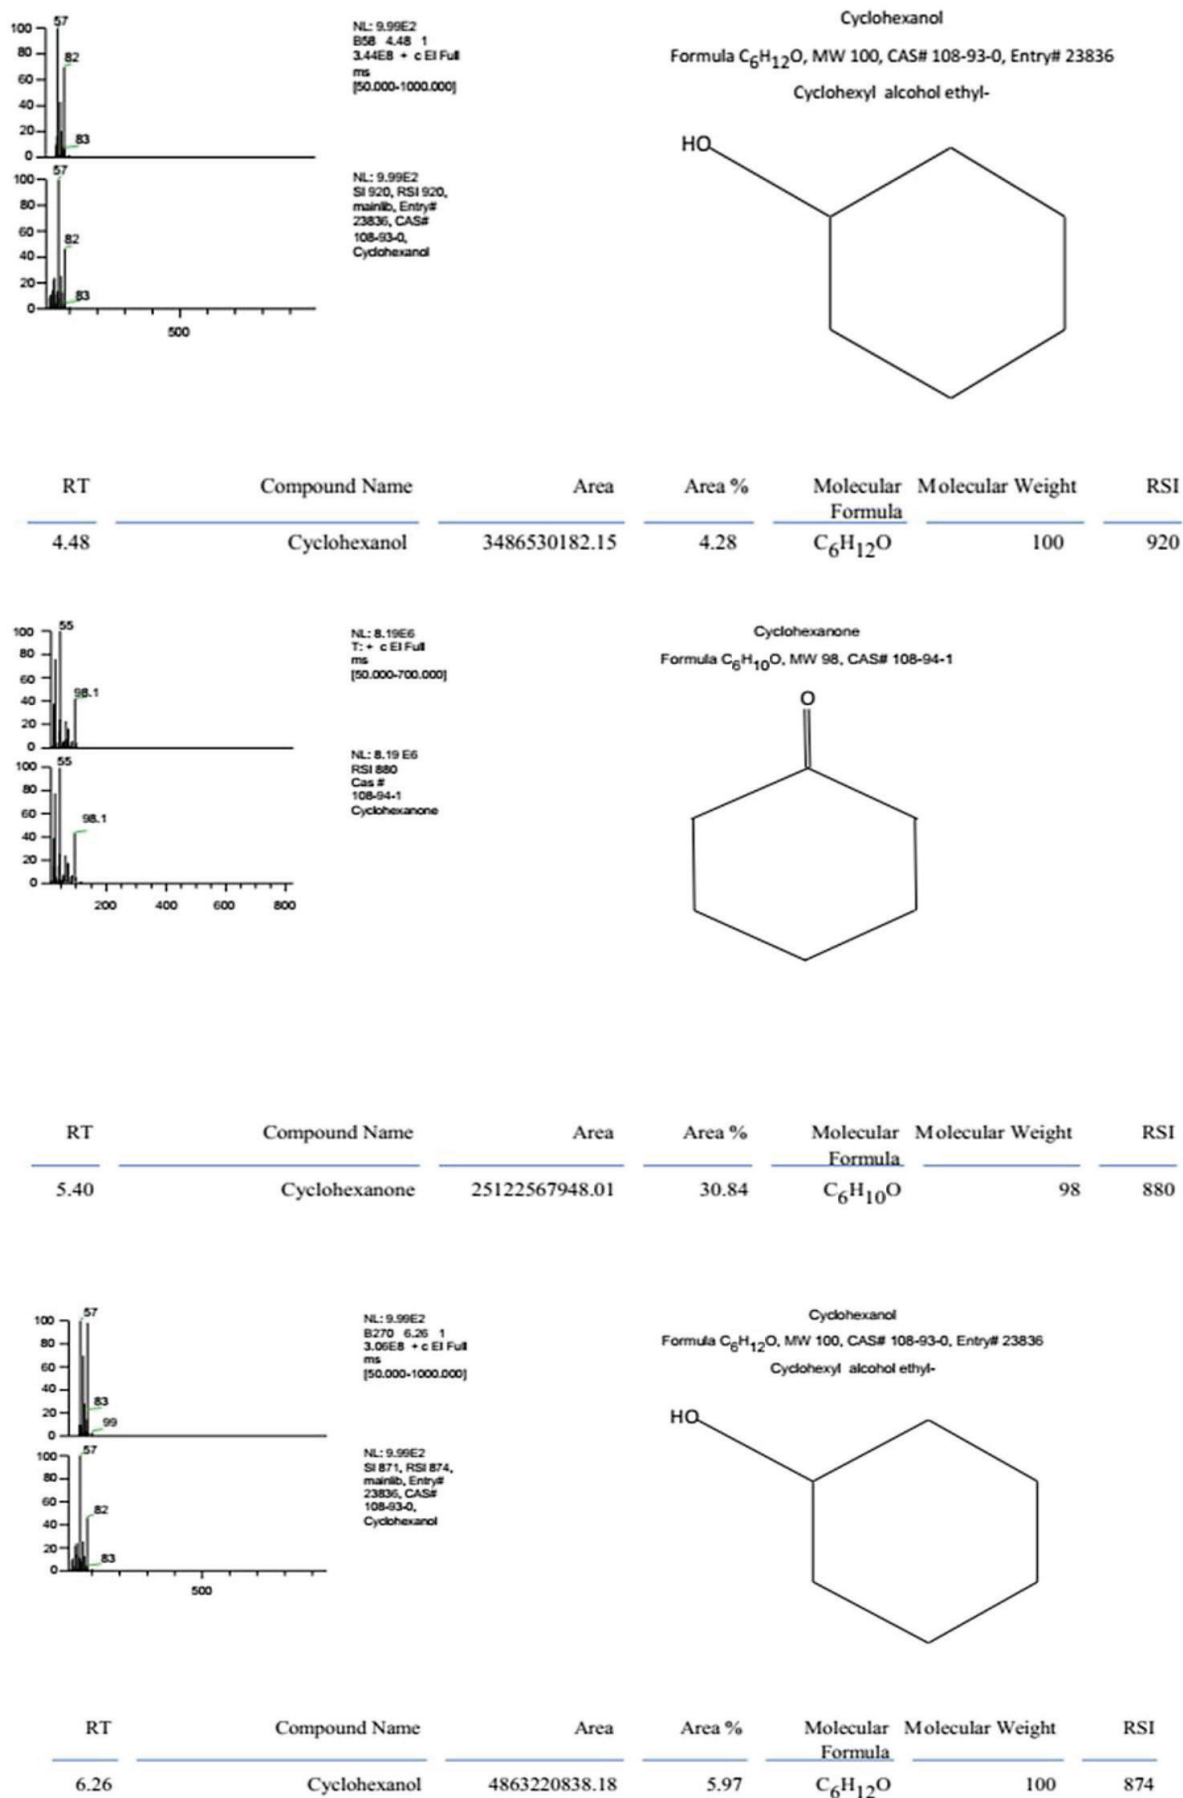 100
80
60
40
20
0
57
82
83
NL: 9.99E2
B58 4.48 1
3.44E8 + c EI Full
ms
[50.000-1000.000]
Cyclohexanol
Formula C6H12O, MW 100, CAS# 108-93-0, Entry# 23836
Cyclohexyl alcohol ethyl-
HO
100
80
60
40
20
0
57
82
83
500
NL: 9.99E2
SI 920, RSI 920,
mainlib, Entry#
23836, CAS#
108-93-0,
Cyclohexanol
RT Compound Name Area Area % Molecular Formula Molecular Weight RSI
4.48 Cyclohexanol 3486530182.15 4.28 C6H12O 100 920
100
80
60
40
20
0
55
98.1
NL: 8.19E6
T: + c EI Full
ms
[50.000-700.000]
Cyclohexanone
Formula C6H10O, MW 98, CAS# 108-94-1
O
100
80
60
40
20
0
55
98.1
200 400 600 800
NL: 8.19 E6
RSI 880
Cas #
108-94-1
Cyclohexanone
RT Compound Name Area Area % Molecular Formula Molecular Weight RSI
5.40 Cyclohexanone 25122567948.01 30.84 C6H10O 98 880
100
80
60
40
20
0
57
83
99
NL: 9.99E2
B270 6.26 1
3.06E8 + c EI Full
ms
[50.000-1000.000]
Cyclohexanol
Formula C6H12O, MW 100, CAS# 108-93-0, Entry# 23836
Cyclohexyl alcohol ethyl-
HO
100
80
60
40
20
0
57
82
83
500
NL: 9.99E2
SI 871, RSI 874,
mainlib, Entry#
23836, CAS#
108-93-0,
Cyclohexanol
RT Compound Name Area Area % Molecular Formula Molecular Weight RSI
6.26 Cyclohexanol 4863220838.18 5.97 C6H12O 100 874